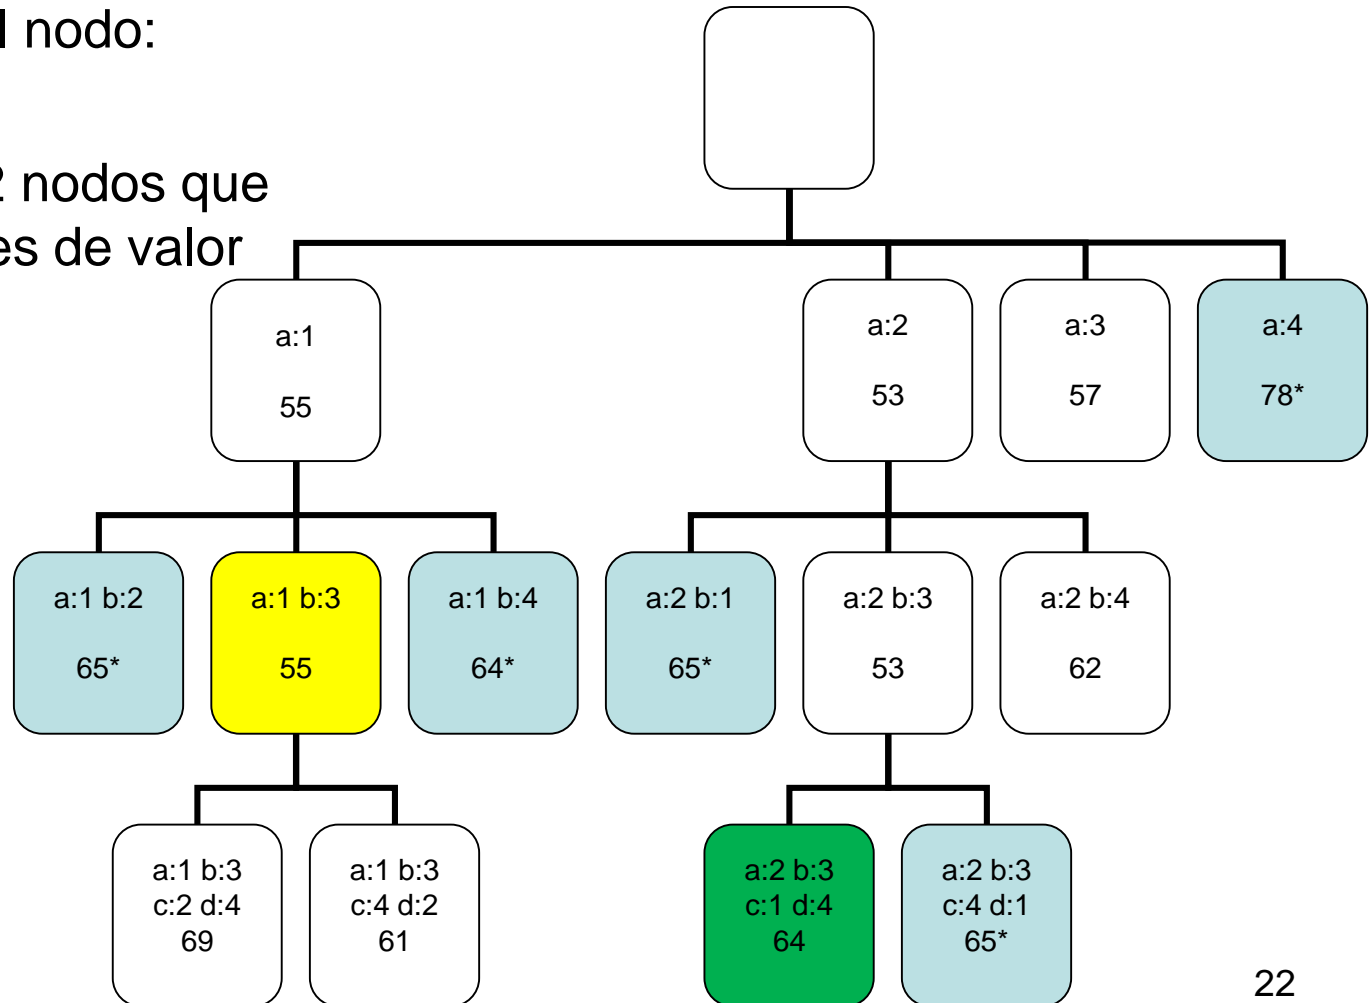 nodo:
2 nodos que
de valor
a:1
55
a:2
53
a:3
57
a:4
78*
a:1 b:2
65*
a:1 b:3
55
a:1 b:4
64*
a:2 b:1
65*
a:2 b:3
53
a:2 b:4
62
a:1 b:3
c:2 d:4
69
a:1 b:3
c:4 d:2
61
a:2 b:3
c:1 d:4
64
a:2 b:3
c:4 d:1
65*
22